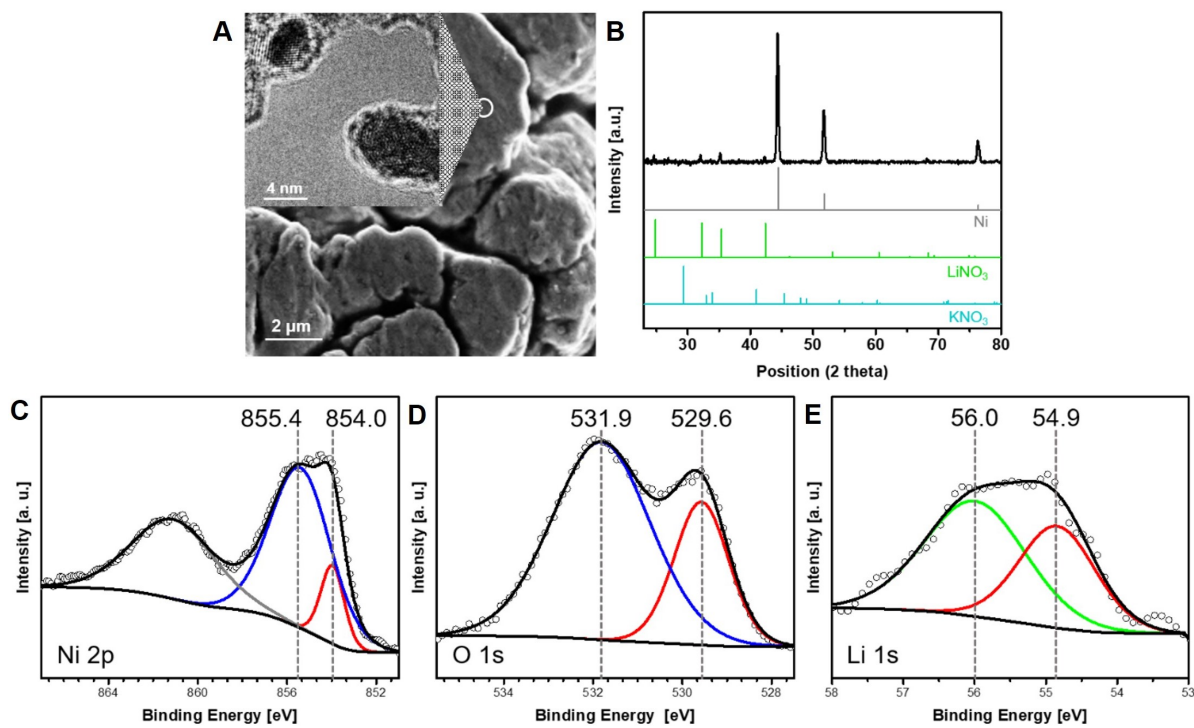 A
4 nm
2 µm
B
Intensity [a.u.]
Ni
LiNO₃
KNO₃
30 40 50 60 70 80
Position (2 theta)
C
855.4 854.0
Intensity [a. u.]
Ni 2p
864 860 856 852
Binding Energy [eV]
D
531.9 529.6
Intensity [a. u.]
O 1s
534 532 530 528
Binding Energy [eV]
E
56.0 54.9
Intensity [a. u.]
Li 1s
58 57 56 55 54 53
Binding Energy [eV]